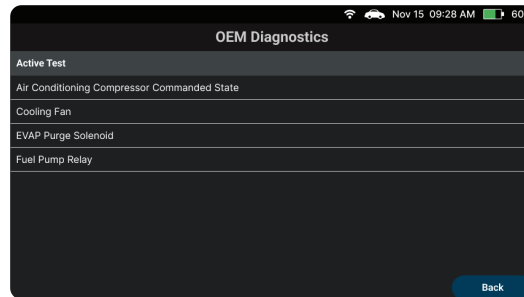 Nov 15 09:28 AM 60
OEM Diagnostics
Active Test
Air Conditioning Compressor Commanded State
Cooling Fan
EVAP Purge Solenoid
Fuel Pump Relay
Back